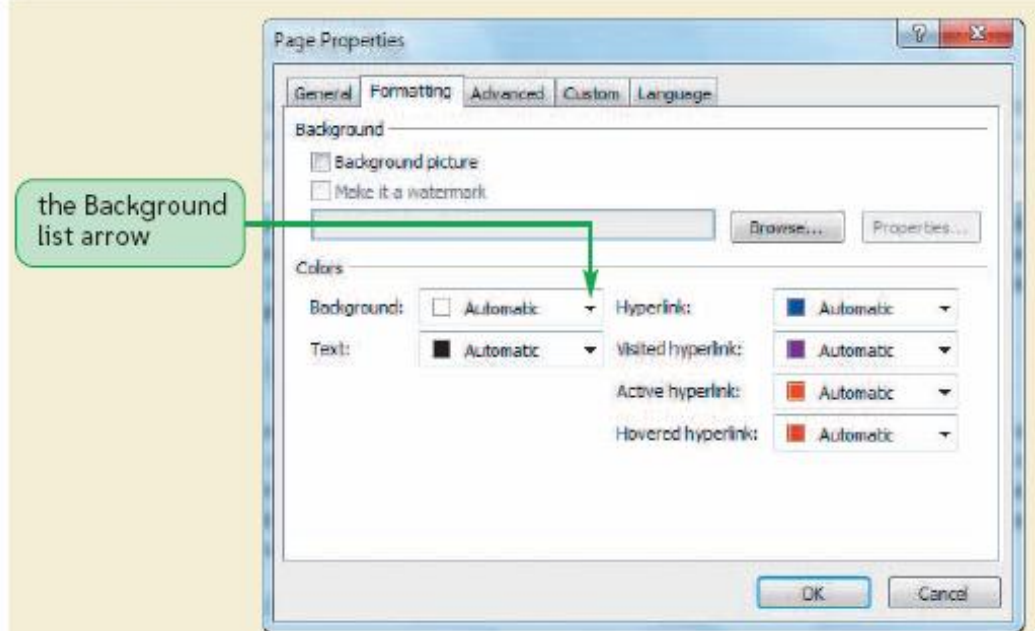 Page Properties
General Formatting Advanced Custom Language
Background
Background picture
Make it a watermark
the Background
list arrow
Browse... Properties...
Colors
Background: Automatic Hyperlink: Automatic
Text: Automatic Visited hyperlink: Automatic
Active hyperlink: Automatic
Hovered hyperlink: Automatic
OK Cancel